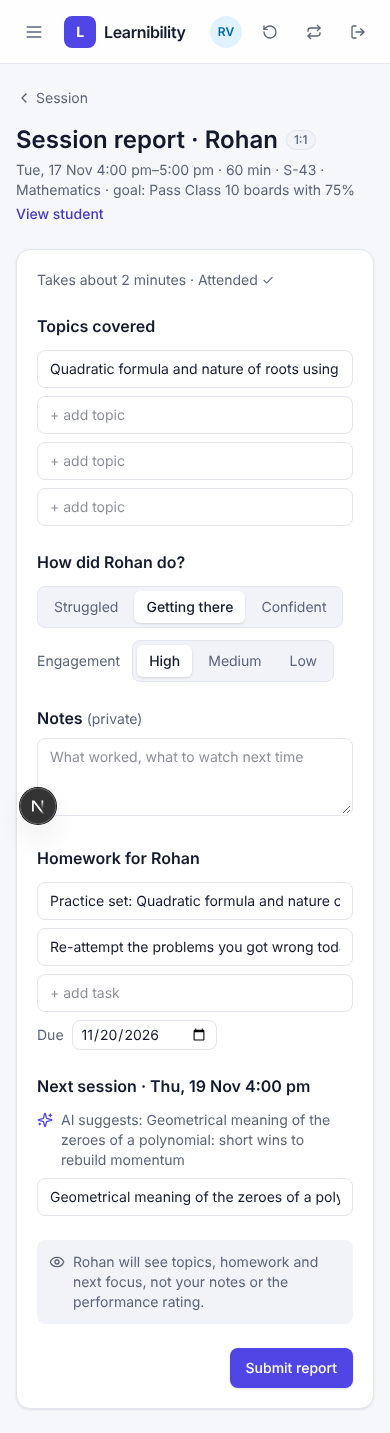 L Learnibility RV
Session
Session report · Rohan 1:1
Tue, 17 Nov 4:00 pm–5:00 pm · 60 min · S-43 ·
Mathematics · goal: Pass Class 10 boards with 75%
View student
Takes about 2 minutes · Attended ✓
Topics covered
Quadratic formula and nature of roots using
+ add topic
+ add topic
+ add topic
How did Rohan do?
Struggled Getting there Confident
Engagement High Medium Low
Notes (private)
What worked, what to watch next time
N
Homework for Rohan
Practice set: Quadratic formula and nature o
Re-attempt the problems you got wrong toda
+ add task
Due 11/20/2026
Next session · Thu, 19 Nov 4:00 pm
AI suggests: Geometrical meaning of the
zeroes of a polynomial: short wins to
rebuild momentum
Geometrical meaning of the zeroes of a poly
Rohan will see topics, homework and
next focus, not your notes or the
performance rating.
Submit report